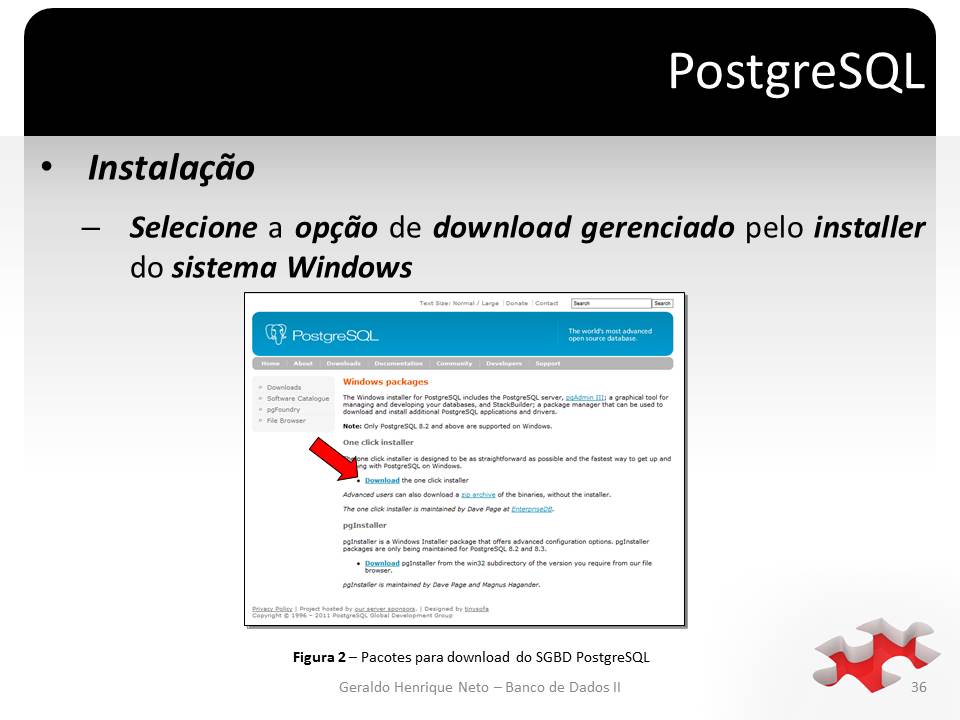 PostgreSQL
• Instalação
– Selecione a opção de download gerenciado pelo installer
do sistema Windows
Text Size: Normal / Large | Donate | Contact
Search
Search
PostgreSQL
The world's most advanced
open source database.
Home | About | Downloads | Documentation | Community | Developers | Support
» Downloads
» Software Catalogue
» pgFoundry
» File Browser
Windows packages
The Windows installer for PostgreSQL includes the PostgreSQL server, pgAdmin III; a graphical tool for
managing and developing your databases, and StackBuilder; a package manager that can be used to
download and install additional PostgreSQL applications and drivers.
Note: Only PostgreSQL 8.2 and above are supported on Windows.
One click installer
one click installer is designed to be as straightforward as possible and the fastest way to get up and
with PostgreSQL on Windows.
• Download the one click installer
Advanced users can also download a zip archive of the binaries, without the installer.
The one click installer is maintained by Dave Page at EnterpriseDB.
pgInstaller
pgInstaller is a Windows Installer package that offers advanced configuration options. pgInstaller
packages are only being maintained for PostgreSQL 8.2 and 8.3.
• Download pgInstaller from the win32 subdirectory of the version you require from our file
browser.
pgInstaller is maintained by Dave Page and Magnus Hagander.
Privacy Policy | Project hosted by our server sponsors. | Designed by tinysofa
Copyright © 1996 – 2011 PostgreSQL Global Development Group
Figura 2 – Pacotes para download do SGBD PostgreSQL
Geraldo Henrique Neto – Banco de Dados II
36